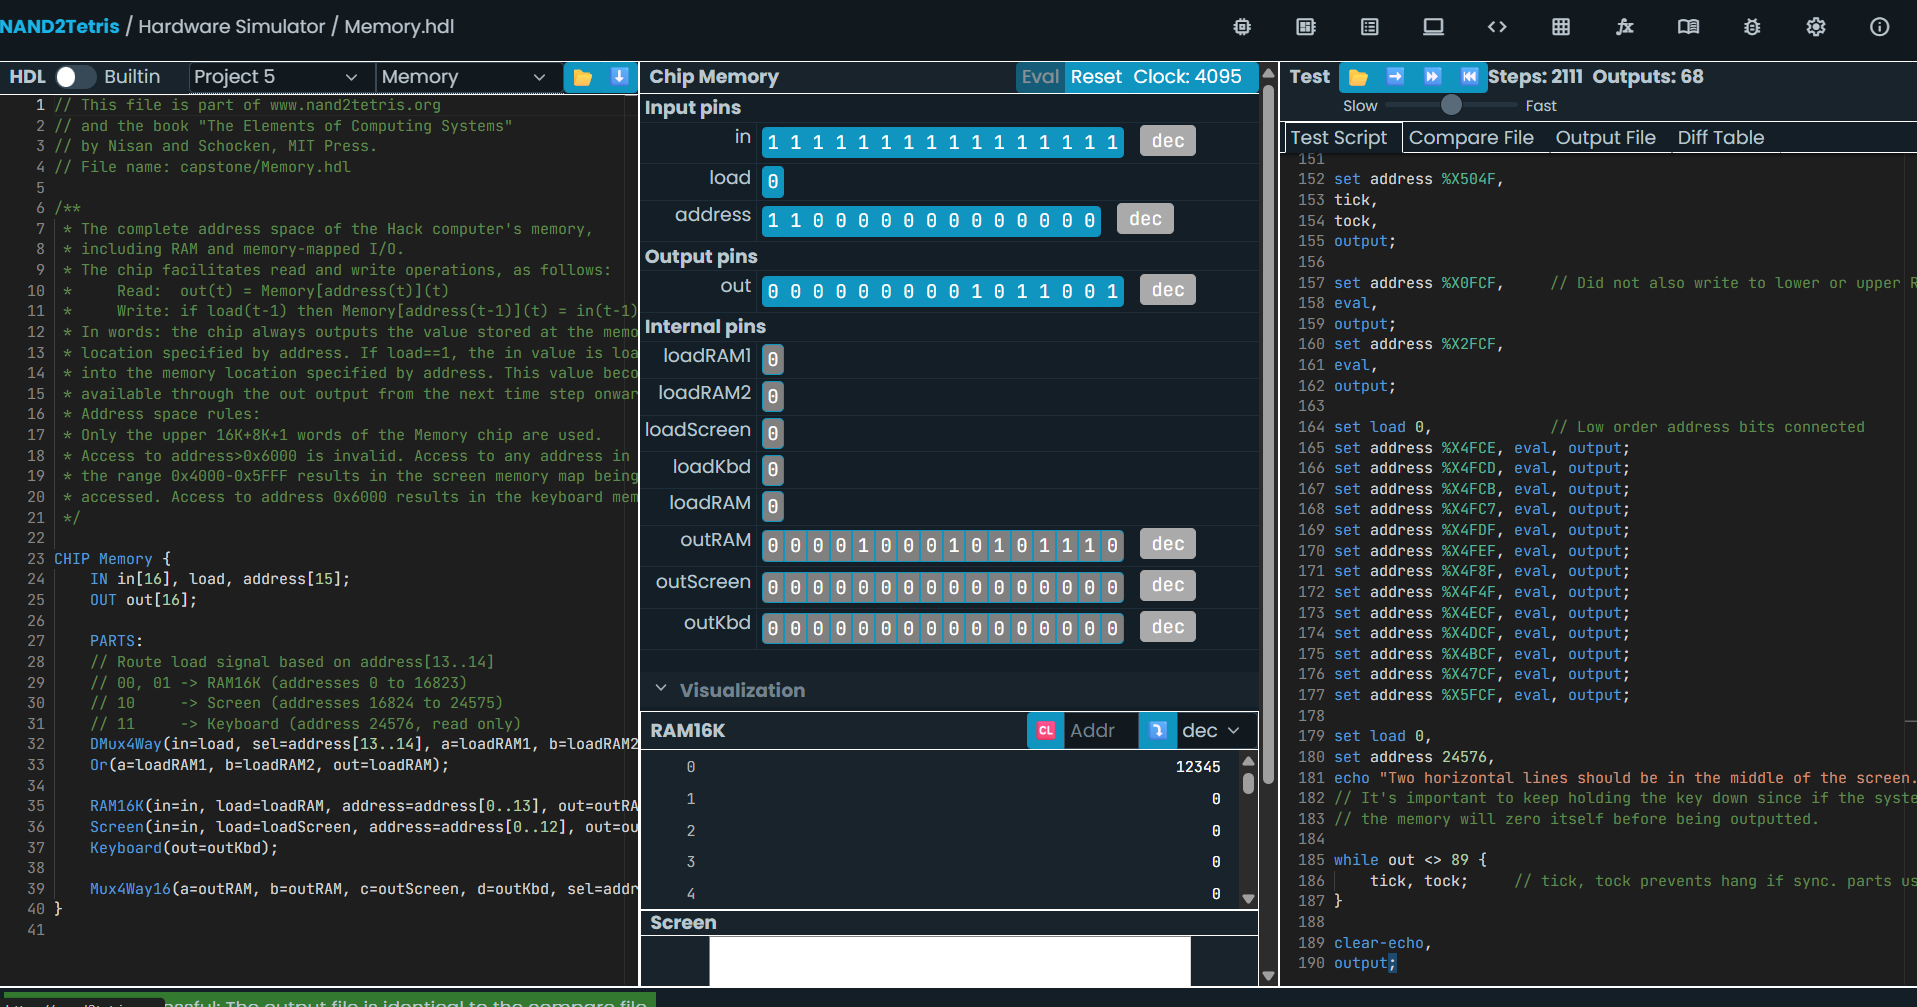 NAND2Tetris / Hardware Simulator / Memory.hdl
HDL Builtin Project 5 Memory
1 // This file is part of www.nand2tetris.org
2 // and the book "The Elements of Computing Systems"
3 // by Nisan and Schocken, MIT Press.
4 // File name: capstone/Memory.hdl
5
6 /**
7 * The complete address space of the Hack computer's memory,
8 * including RAM and memory-mapped I/O.
9 * The chip facilitates read and write operations, as follows:
10 *     Read:  out(t) = Memory[address(t)](t)
11 *     Write: if load(t-1) then Memory[address(t-1)](t) = in(t-1)
12 * In words: the chip always outputs the value stored at the memo
13 * location specified by address. If load==1, the in value is loa
14 * into the memory location specified by address. This value beco
15 * available through the out output from the next time step onwar
16 * Address space rules:
17 * Only the upper 16K+8K+1 words of the Memory chip are used.
18 * Access to address>0x6000 is invalid. Access to any address in
19 * the range 0x4000-0x5FFF results in the screen memory map being
20 * accessed. Access to address 0x6000 results in the keyboard mem
21 */
22
23 CHIP Memory {
24     IN in[16], load, address[15];
25     OUT out[16];
26
27     PARTS:
28     // Route load signal based on address[13..14]
29     // 00, 01 -> RAM16K (addresses 0 to 16823)
30     // 10     -> Screen (addresses 16824 to 24575)
31     // 11     -> Keyboard (address 24576, read only)
32     DMux4Way(in=load, sel=address[13..14], a=loadRAM1, b=loadRAM2
33     Or(a=loadRAM1, b=loadRAM2, out=loadRAM);
34
35     RAM16K(in=in, load=loadRAM, address=address[0..13], out=outRA
36     Screen(in=in, load=loadScreen, address=address[0..12], out=ou
37     Keyboard(out=outKbd);
38
39     Mux4Way16(a=outRAM, b=outRAM, c=outScreen, d=outKbd, sel=addr
40 }
41
Chip Memory Eval Reset Clock: 4095
Input pins
in 1 1 1 1 1 1 1 1 1 1 1 1 1 1 1 1 dec
load 0
address 1 1 0 0 0 0 0 0 0 0 0 0 0 0 0 dec
Output pins
out 0 0 0 0 0 0 0 0 0 1 0 1 1 0 0 1 dec
Internal pins
loadRAM1 0
loadRAM2 0
loadScreen 0
loadKbd 0
loadRAM 0
outRAM 0 0 0 0 1 0 0 0 1 0 1 0 1 1 1 0 dec
outScreen 0 0 0 0 0 0 0 0 0 0 0 0 0 0 0 0 dec
outKbd 0 0 0 0 0 0 0 0 0 0 0 0 0 0 0 0 dec
Visualization
RAM16K CL Addr dec
0 12345
1 0
2 0
3 0
4 0
Screen
Test Steps: 2111 Outputs: 68
Slow Fast
Test Script Compare File Output File Diff Table
151
152 set address %X504F,
153 tick,
154 tock,
155 output;
156
157 set address %X0FCF,     // Did not also write to lower or upper R
158 eval,
159 output;
160 set address %X2FCF,
161 eval,
162 output;
163
164 set load 0,             // Low order address bits connected
165 set address %X4FCE, eval, output;
166 set address %X4FCD, eval, output;
167 set address %X4FCB, eval, output;
168 set address %X4FC7, eval, output;
169 set address %X4FDF, eval, output;
170 set address %X4FEF, eval, output;
171 set address %X4F8F, eval, output;
172 set address %X4F4F, eval, output;
173 set address %X4ECF, eval, output;
174 set address %X4DCF, eval, output;
175 set address %X4BCF, eval, output;
176 set address %X47CF, eval, output;
177 set address %X5FCF, eval, output;
178
179 set load 0,
180 set address 24576,
181 echo "Two horizontal lines should be in the middle of the screen.
182 // It's important to keep holding the key down since if the syste
183 // the memory will zero itself before being outputted.
184
185 while out <> 89 {
186     tick, tock;     // tick, tock prevents hang if sync. parts us
187 }
188
189 clear-echo,
190 output;
essful: The output file is identical to the compare file